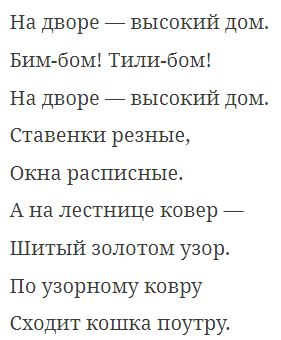 На дворе — высокий дом.
Бим-бом! Тили-бом!
На дворе — высокий дом.
Ставенки резные,
Окна расписные.
А на лестнице ковер —
Шитый золотом узор.
По узорному ковру
Сходит кошка поутру.